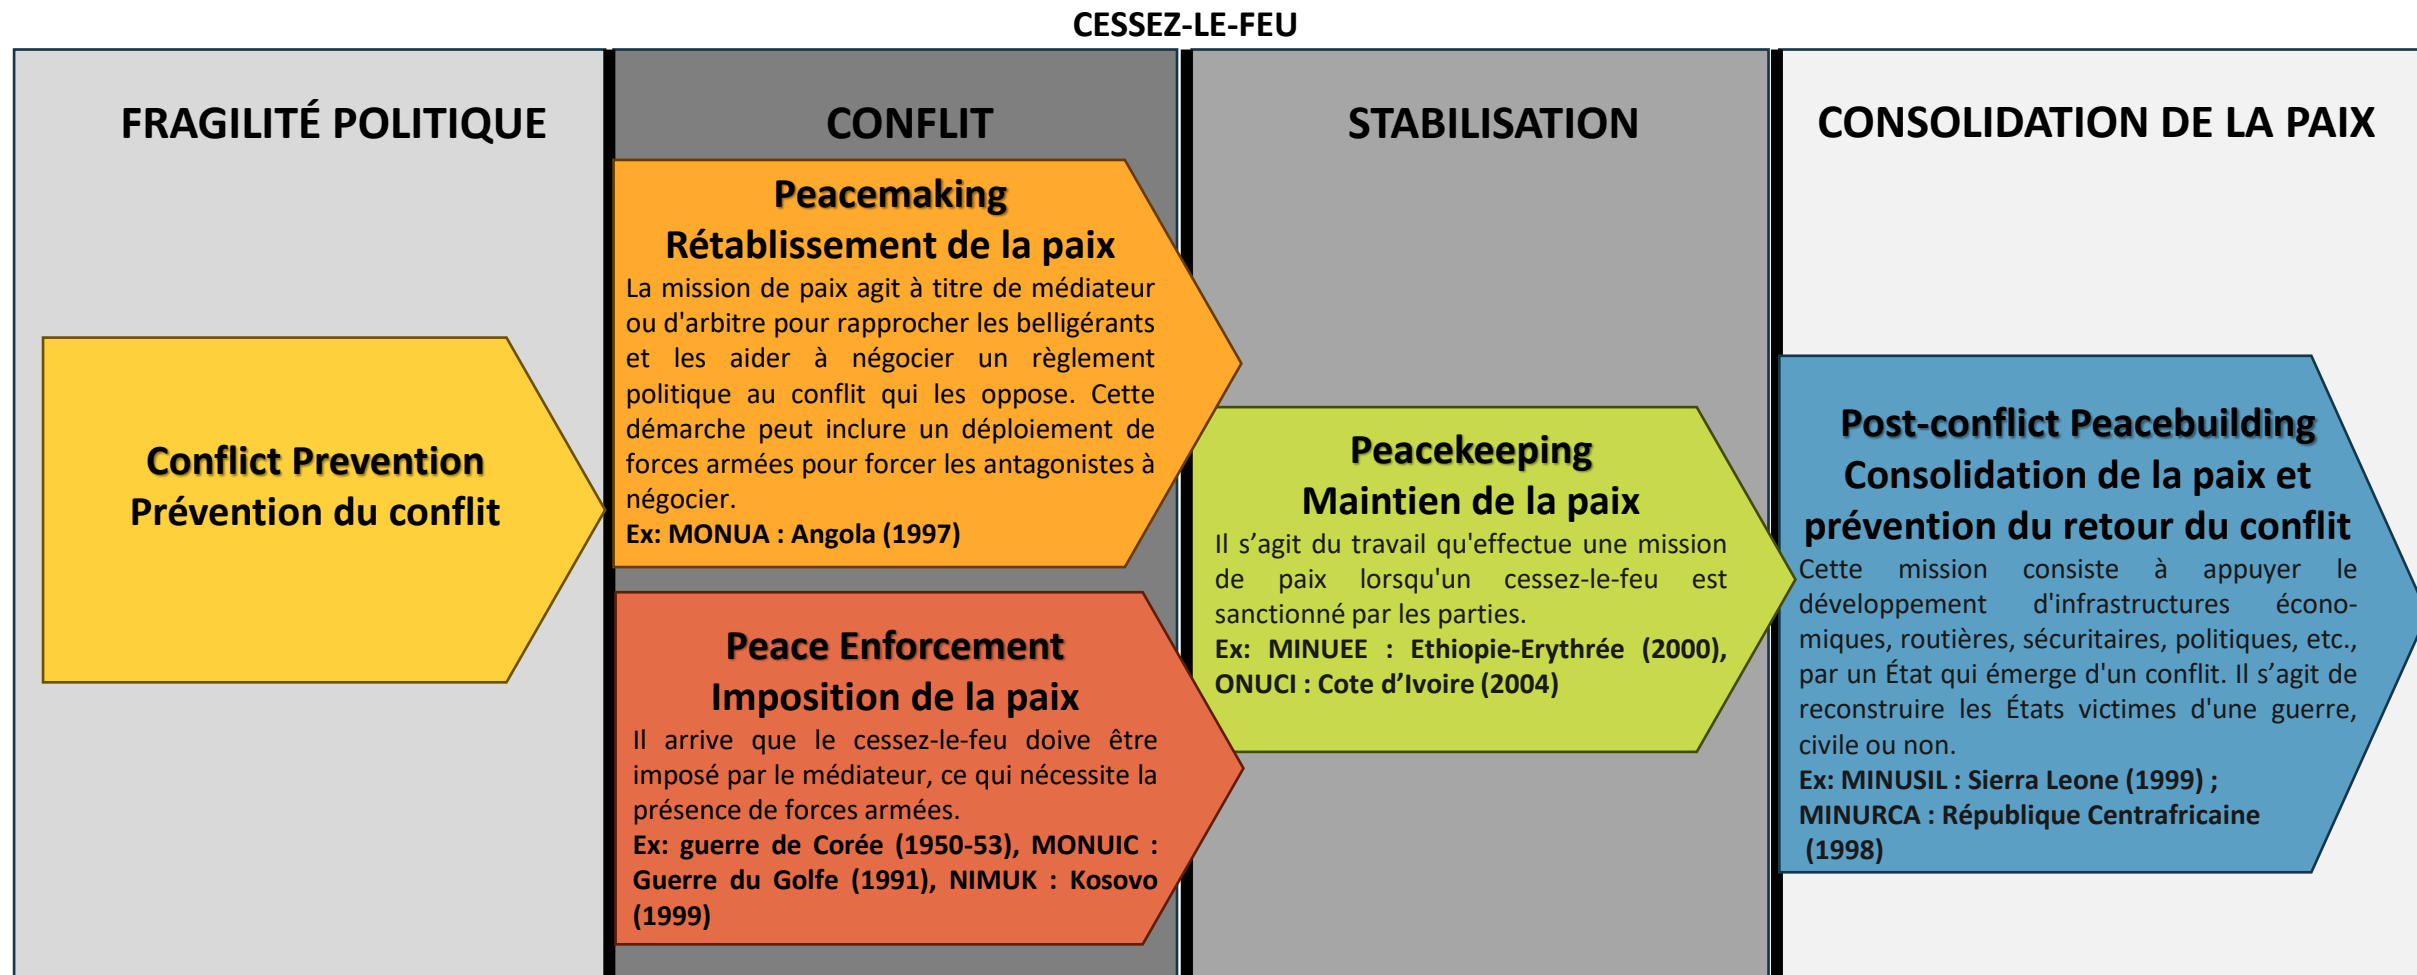 CESSEZ-LE-FEU
FRAGILITÉ POLITIQUE
Conflict Prevention
Prévention du conflit
CONFLIT
Peacemaking
Rétablissement de la paix
La mission de paix agit à titre de médiateur
ou d'arbitre pour rapprocher les belligérants
et les aider à négocier un règlement
politique au conflit qui les oppose. Cette
démarche peut inclure un déploiement de
forces armées pour forcer les antagonistes à
négocier.
Ex: MONUA : Angola (1997)
Peace Enforcement
Imposition de la paix
Il arrive que le cessez-le-feu doive être
imposé par le médiateur, ce qui nécessite la
présence de forces armées.
Ex: guerre de Corée (1950-53), MONUIC :
Guerre du Golfe (1991), NIMUK : Kosovo
(1999)
STABILISATION
Peacekeeping
Maintien de la paix
Il s’agit du travail qu'effectue une mission
de paix lorsqu'un cessez-le-feu est
sanctionné par les parties.
Ex: MINUEE : Ethiopie-Erythrée (2000),
ONUCI : Cote d’Ivoire (2004)
CONSOLIDATION DE LA PAIX
Post-conflict Peacebuilding
Consolidation de la paix et
prévention du retour du conflit
Cette mission consiste à appuyer le
développement d'infrastructures écono-
miques, routières, sécuritaires, politiques, etc.,
par un État qui émerge d'un conflit. Il s’agit de
reconstruire les États victimes d'une guerre,
civile ou non.
Ex: MINUSIL : Sierra Leone (1999) ;
MINURCA : République Centrafricaine
(1998)